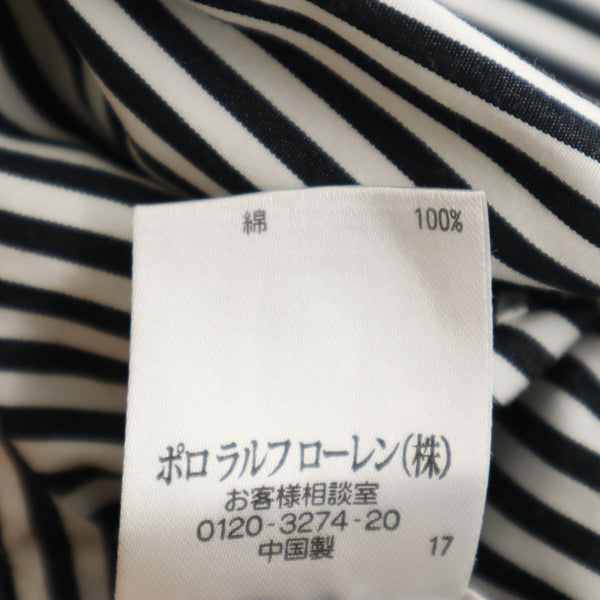 綿 100%
ポロ ラルフ ローレン(株)
お客様相談室
0120-3274-20
中国製 17